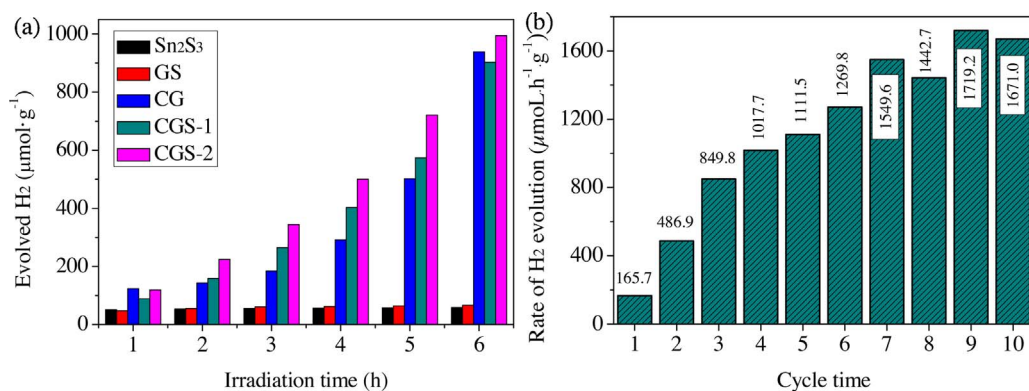 (a)
Evolved H2 (μmol·g-1)
1000
800
600
400
200
0
Sn2S3
GS
CG
CGS-1
CGS-2
1 2 3 4 5 6
Irradiation time (h)
(b)
Rate of H2 evolution (μmoL·h-1·g-1)
1600
1200
800
400
0
165.7
486.9
849.8
1017.7
1111.5
1269.8
1549.6
1442.7
1719.2
1671.0
1 2 3 4 5 6 7 8 9 10
Cycle time